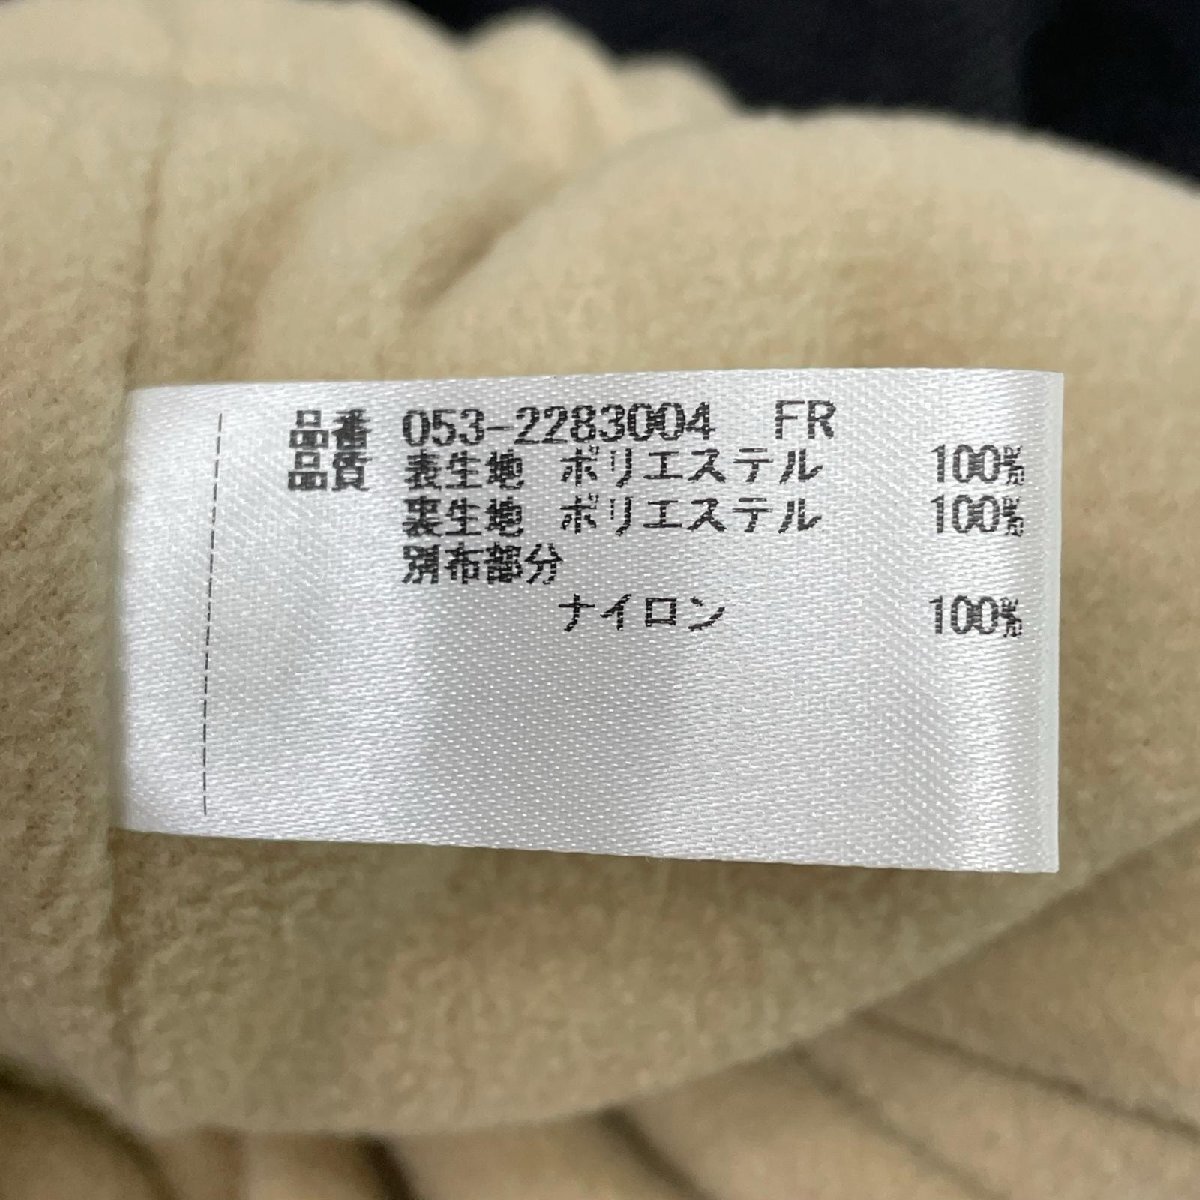 品番 053-2283004 FR
品質 表生地 ポリエステル 100%
裏生地 ポリエステル 100%
別布部分
ナイロン 100%